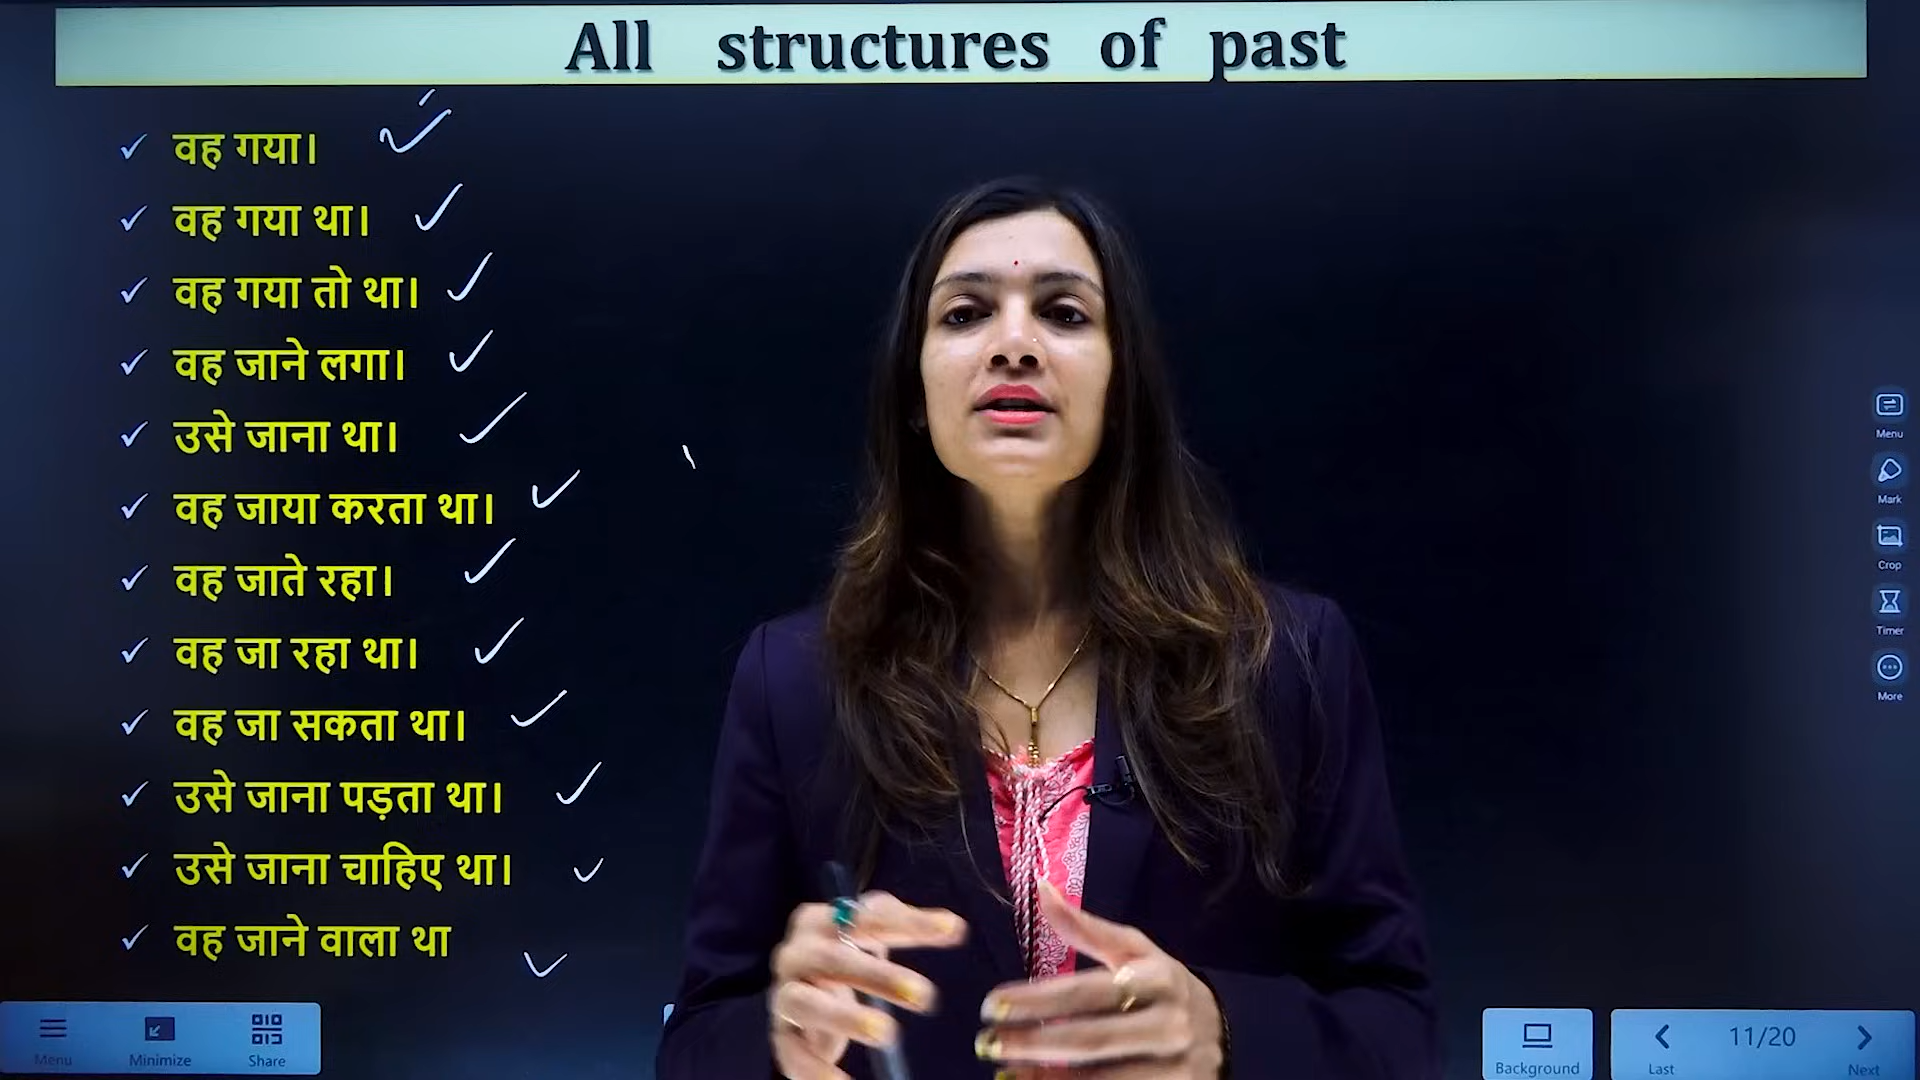 All structures of past
✓ वह गया।
✓ वह गया था।
✓ वह गया तो था।
✓ वह जाने लगा।
✓ उसे जाना था।
✓ वह जाया करता था।
✓ वह जाते रहा।
✓ वह जा रहा था।
✓ वह जा सकता था।
✓ उसे जाना पड़ता था।
✓ उसे जाना चाहिए था।
✓ वह जाने वाला था
Menu
Mark
Crop
Timer
More
Menu Minimize Share
Background
11/20
Last Next